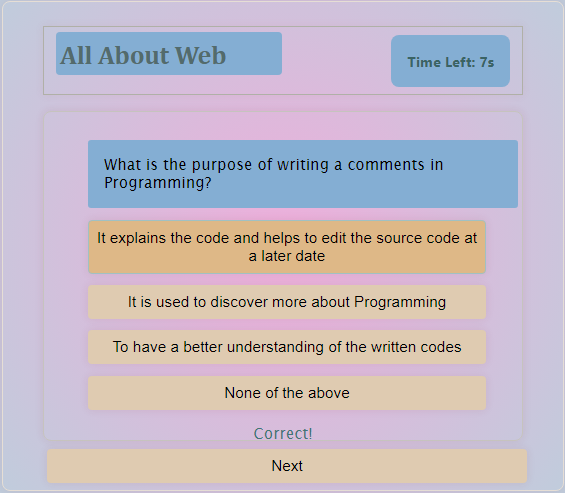 All About Web
Time Left: 7s
What is the purpose of writing a comments in
Programming?
It explains the code and helps to edit the source code at
a later date
It is used to discover more about Programming
To have a better understanding of the written codes
None of the above
Correct!
Next